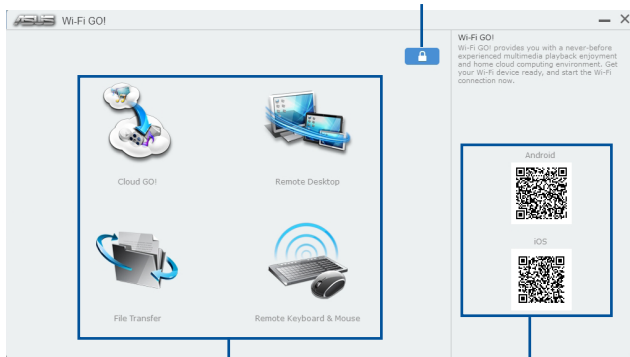 ASUS Wi-Fi GO!
Wi-Fi GO!
Wi-Fi GO! provides you with a never-before
experienced multimedia playback enjoyment
and home cloud computing environment. Get
your Wi-Fi device ready, and start the Wi-Fi
connection now.
Cloud GO!
Remote Desktop
File Transfer
Remote Keyboard & Mouse
Android
iOS